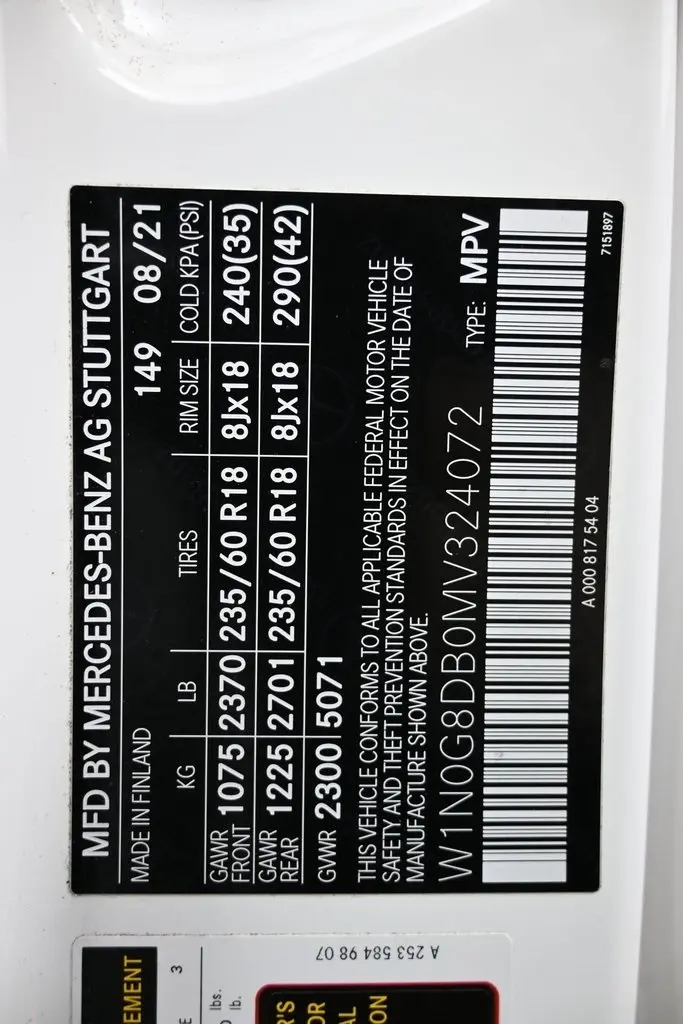 MFD BY MERCEDES-BENZ AG STUTTGART
MADE IN FINLAND 149 08/21
KG LB TIRES RIM SIZE COLD KPA(PSI)
GAWR FRONT 1075 2370 235/60 R18 8Jx18 240(35)
GAWR REAR 1225 2701 235/60 R18 8Jx18 290(42)
GWR 2300 5071
THIS VEHICLE CONFORMS TO ALL APPLICABLE FEDERAL MOTOR VEHICLE
SAFETY AND THEFT PREVENTION STANDARDS IN EFFECT ON THE DATE OF
MANUFACTURE SHOWN ABOVE.
W1N0G8DB0MV324072 TYPE: MPV
A 000 817 54 04
7151897
A 253 584 98 07
EMENT
3
lbs.
lb.